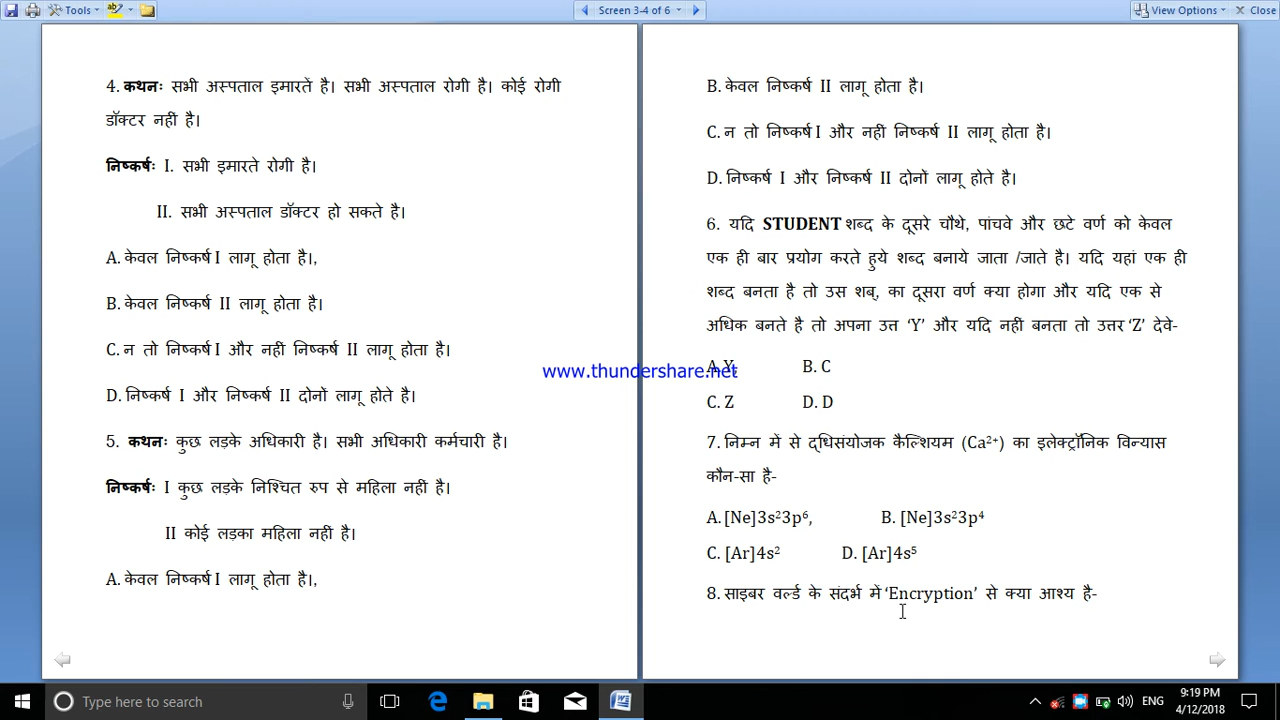 Tools
Screen 3-4 of 6
View Options
Close
4. कथनः सभी अस्पताल इमारतें है। सभी अस्पताल रोगी है। कोई रोगी
डॉक्टर नहीं है।
निष्कर्षः I. सभी इमारते रोगी है।
II. सभी अस्पताल डॉक्टर हो सकते है।
A. केवल निष्कर्ष I लागू होता है।,
B. केवल निष्कर्ष II लागू होता है।
C. न तो निष्कर्ष I और नहीं निष्कर्ष II लागू होता है।
D. निष्कर्ष I और निष्कर्ष II दोनों लागू होते है।
5. कथनः कुछ लड़के अधिकारी है। सभी अधिकारी कर्मचारी है।
निष्कर्षः I कुछ लड़के निश्चित रुप से महिला नहीं है।
II कोई लडका महिला नहीं है।
A. केवल निष्कर्ष I लागू होता है।,
B. केवल निष्कर्ष II लागू होता है।
C. न तो निष्कर्ष I और नहीं निष्कर्ष II लागू होता है।
D. निष्कर्ष I और निष्कर्ष II दोनों लागू होते है।
6. यदि STUDENT शब्द के दूसरे चौथे, पांचवे और छटे वर्ण को केवल
एक ही बार प्रयोग करते हुये शब्द बनाये जाता /जाते है। यदि यहां एक ही
शब्द बनता है तो उस शब्, का दूसरा वर्ण क्या होगा और यदि एक से
अधिक बनते है तो अपना उत्त ‘Y’ और यदि नहीं बनता तो उत्तर ‘Z’ देवे-
A. Y, B. C
www.thundershare.net
C. Z D. D
7. निम्न में से द्धिसंयोजक कैल्शियम (Ca²⁺) का इलेक्ट्रॉनिक विन्यास
कौन-सा है-
A. [Ne]3s²3p⁶, B. [Ne]3s²3p⁴
C. [Ar]4s² D. [Ar]4s⁵
8. साइबर वर्ल्ड के संदर्भ में ‘Encryption’ से क्या आश्य है-
Type here to search
ENG
9:19 PM
4/12/2018